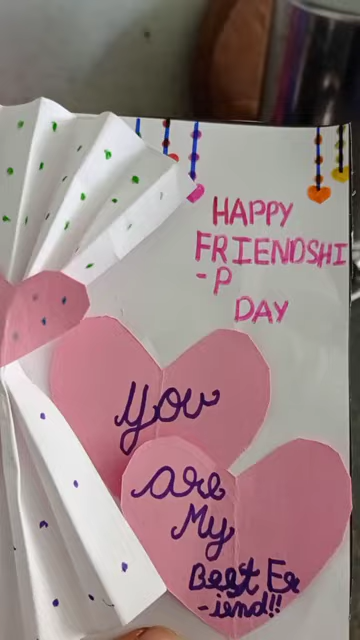 HAPPY
FRIENDSHI
-P
DAY
You
are
My
Best Fr
-iend!!